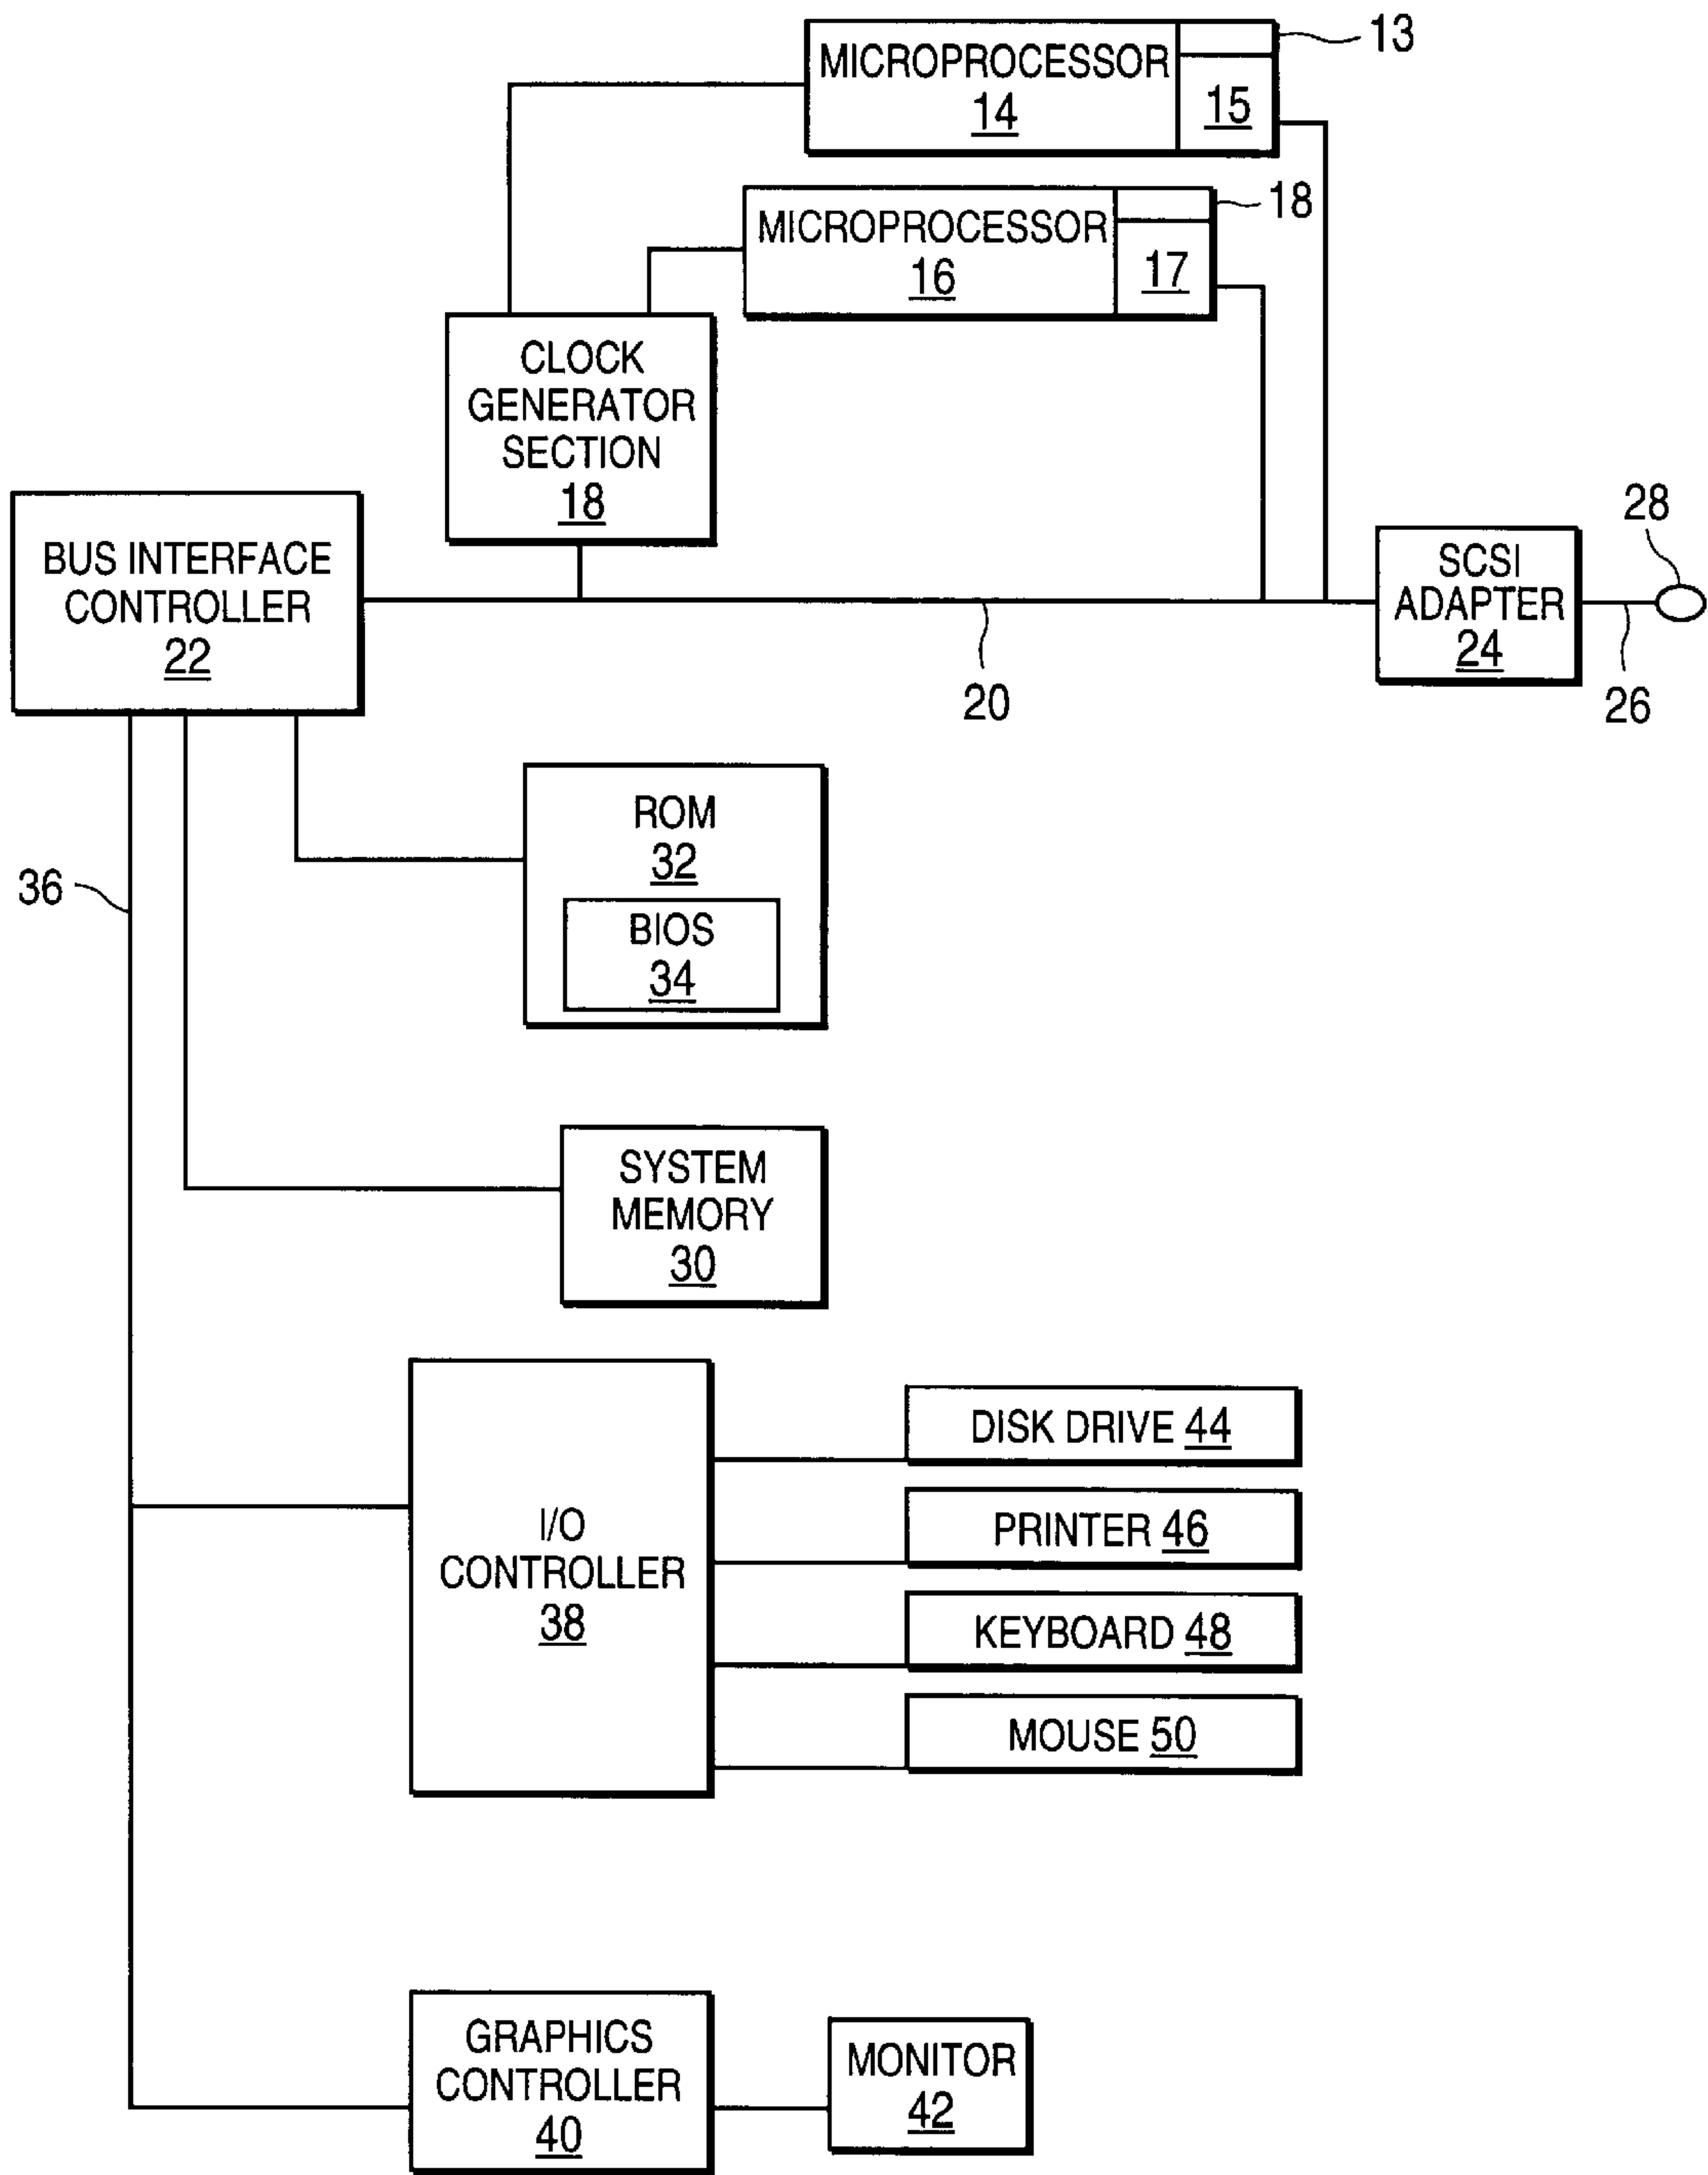 MICROPROCESSOR
14
15
13
MICROPROCESSOR
16
17
18
CLOCK
GENERATOR
SECTION
18
BUS INTERFACE
CONTROLLER
22
20
SCSI
ADAPTER
24
28
26
36
ROM
32
BIOS
34
SYSTEM
MEMORY
30
I/O
CONTROLLER
38
DISK DRIVE 44
PRINTER 46
KEYBOARD 48
MOUSE 50
GRAPHICS
CONTROLLER
40
MONITOR
42